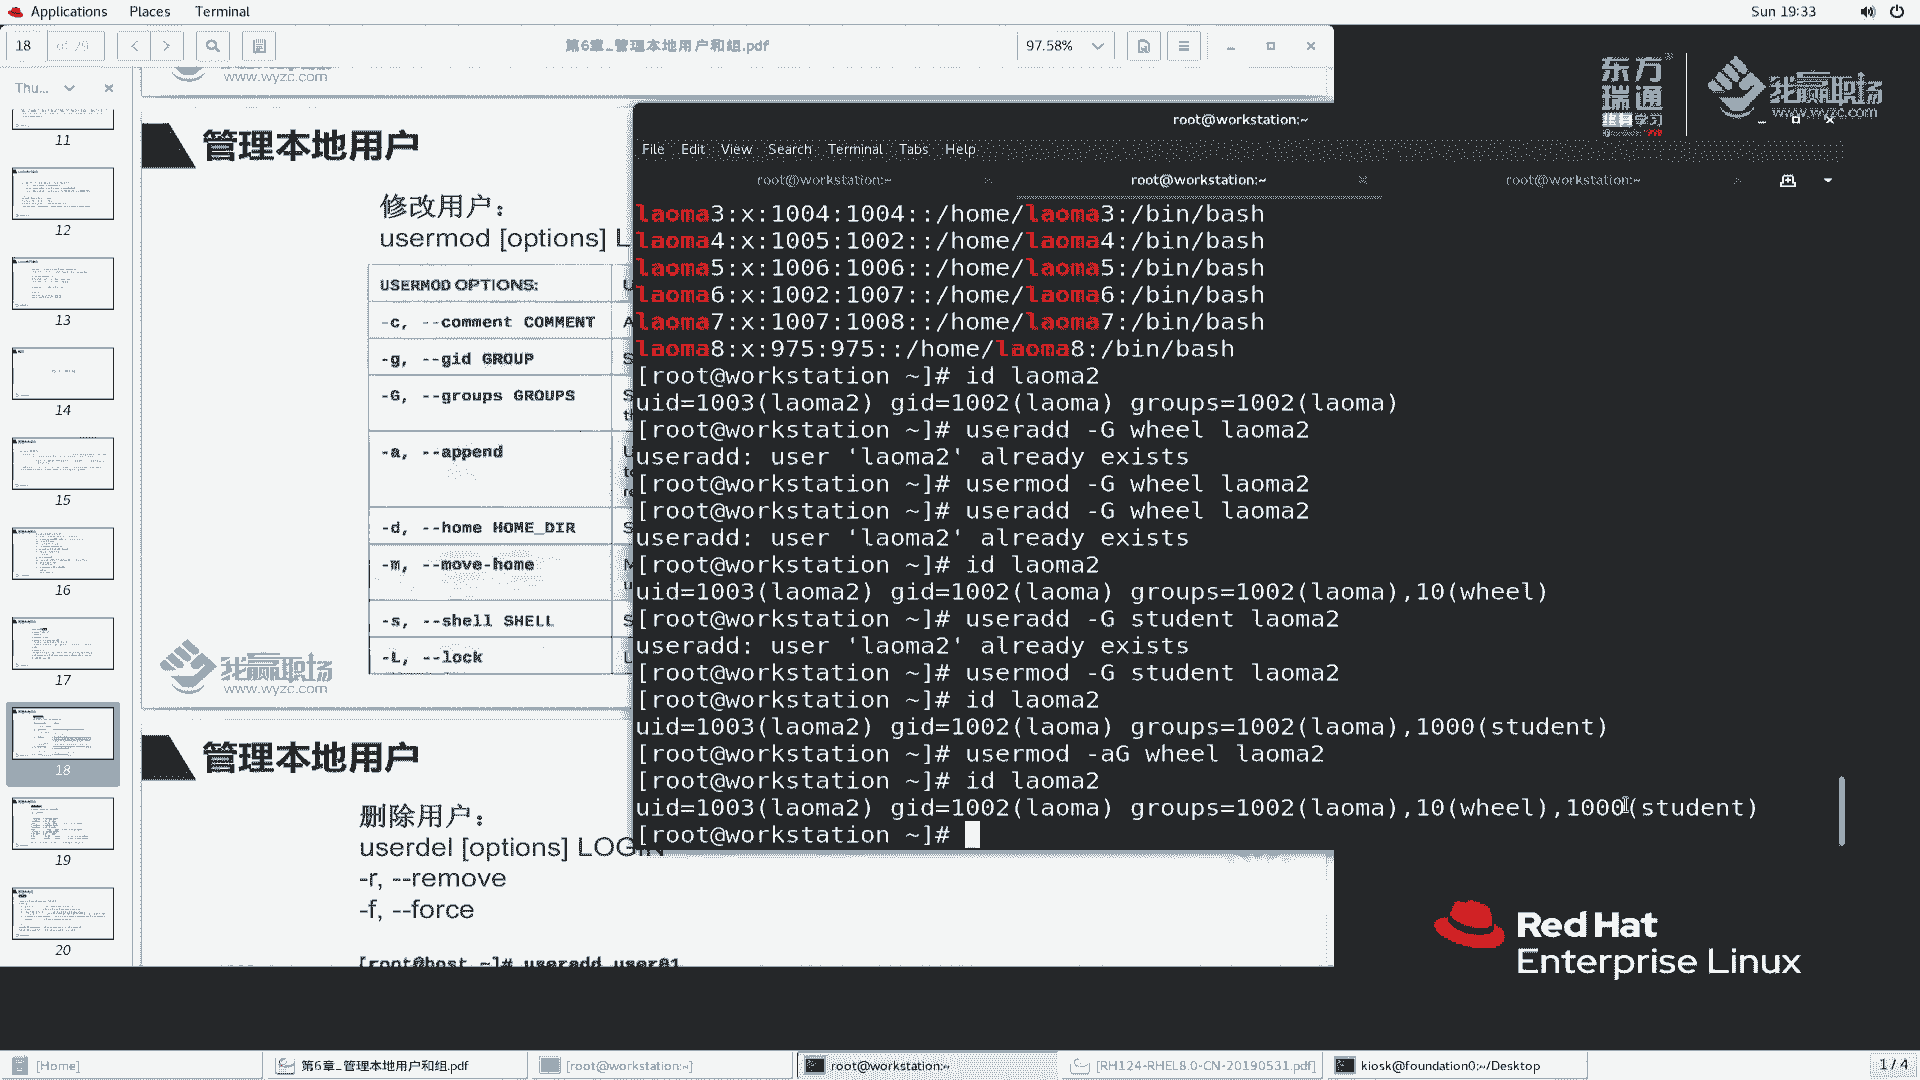 Applications Places Terminal Sun 19:33
18 of 29 第6章_管理本地用户和组.pdf 97.58%
www.wyzc.com
Thu...
11
12
13
14
15
16
17
18
19
20
管理本地用户
修改用户：
usermod [options] L
USERMOD OPTIONS:
-c, --comment COMMENT
-g, --gid GROUP
-G, --groups GROUPS
-a, --append
-d, --home HOME_DIR
-m, --move-home
-s, --shell SHELL
-L, --lock
我赢职场
www.wyzc.com
管理本地用户
删除用户：
userdel [options] LOGIN
-r, --remove
-f, --force
[root@host ~]# useradd user01
东方瑞通
我赢职场
www.wyzc.com
root@workstation:~
File Edit View Search Terminal Tabs Help
root@workstation:~ root@workstation:~ root@workstation:~
laoma3:x:1004:1004::/home/laoma3:/bin/bash
laoma4:x:1005:1002::/home/laoma4:/bin/bash
laoma5:x:1006:1006::/home/laoma5:/bin/bash
laoma6:x:1002:1007::/home/laoma6:/bin/bash
laoma7:x:1007:1008::/home/laoma7:/bin/bash
laoma8:x:975:975::/home/laoma8:/bin/bash
[root@workstation ~]# id laoma2
uid=1003(laoma2) gid=1002(laoma) groups=1002(laoma)
[root@workstation ~]# useradd -G wheel laoma2
useradd: user 'laoma2' already exists
[root@workstation ~]# usermod -G wheel laoma2
[root@workstation ~]# useradd -G wheel laoma2
useradd: user 'laoma2' already exists
[root@workstation ~]# id laoma2
uid=1003(laoma2) gid=1002(laoma) groups=1002(laoma),10(wheel)
[root@workstation ~]# useradd -G student laoma2
useradd: user 'laoma2' already exists
[root@workstation ~]# usermod -G student laoma2
[root@workstation ~]# id laoma2
uid=1003(laoma2) gid=1002(laoma) groups=1002(laoma),1000(student)
[root@workstation ~]# usermod -aG wheel laoma2
[root@workstation ~]# id laoma2
uid=1003(laoma2) gid=1002(laoma) groups=1002(laoma),10(wheel),1000(student)
[root@workstation ~]#
Red Hat
Enterprise Linux
[Home] 第6章_管理本地用户和组.pdf [root@workstation:~] root@workstation:~ [RH124-RHEL8.0-CN-20190531.pdf] kiosk@foundation0:~/Desktop 1 / 4